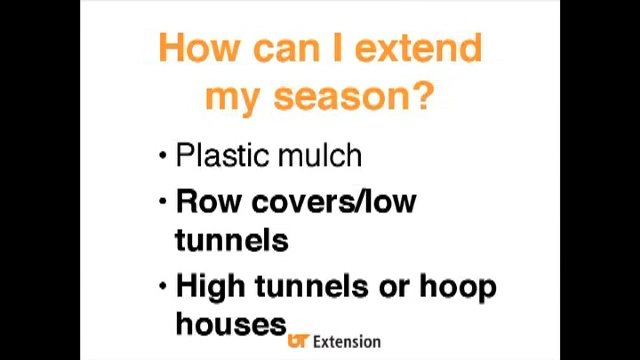 How can I extend
my season?
• Plastic mulch
• Row covers/low
tunnels
• High tunnels or hoop
houses
UT Extension